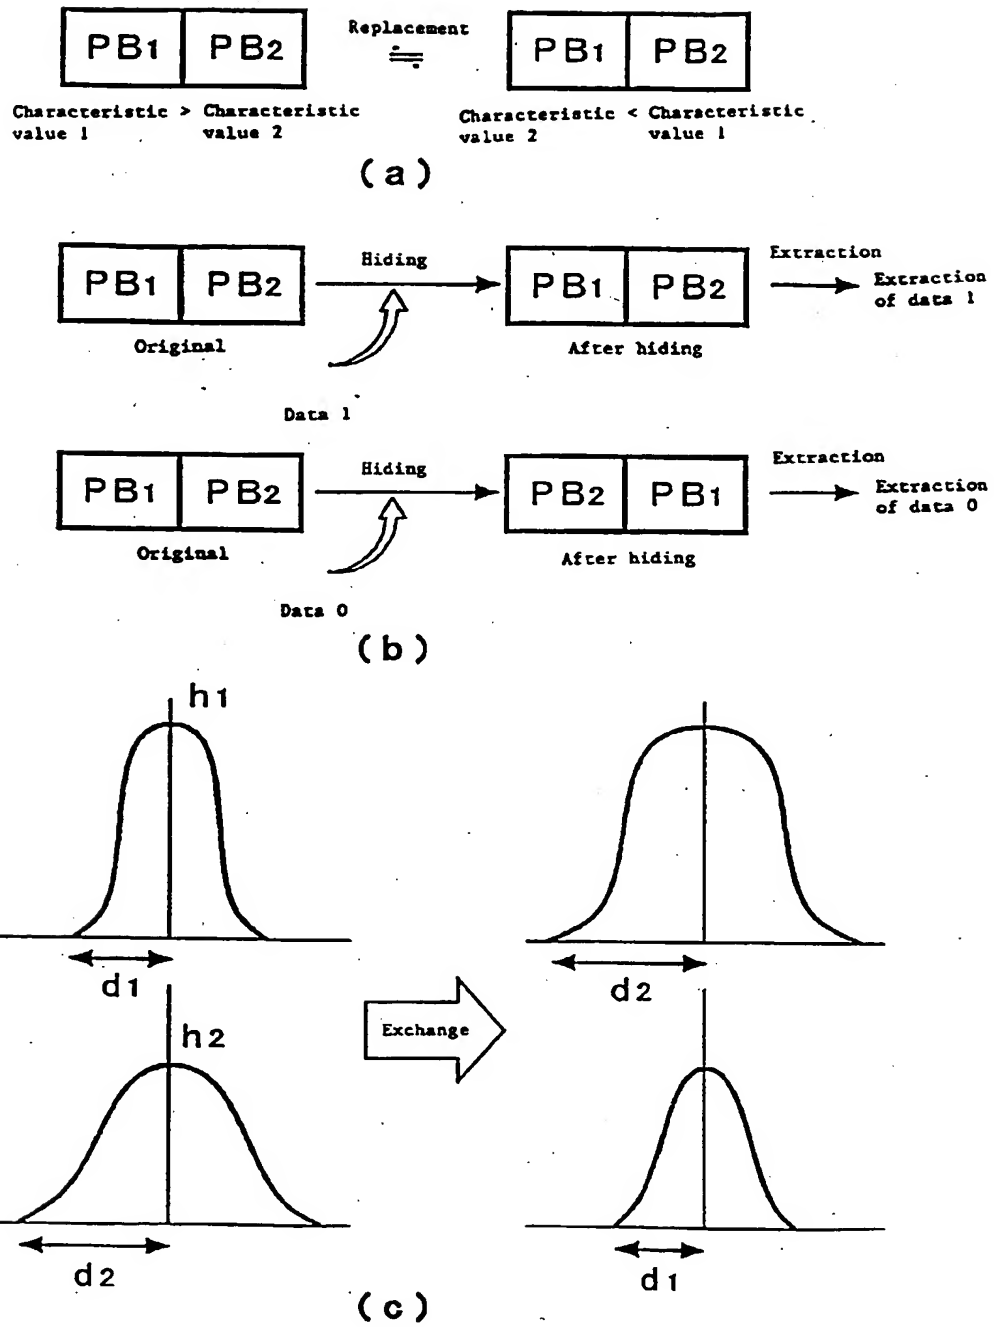 PB1 PB2
Replacement
PB1 PB2
Characteristic > Characteristic
value 1 value 2
Characteristic < Characteristic
value 2 value 1
(a)
PB1 PB2
Hiding
PB1 PB2
Extraction
Extraction
of data 1
Original
After hiding
Data 1
PB1 PB2
Hiding
PB2 PB1
Extraction
Extraction
of data 0
Original
After hiding
Data 0
(b)
h1
d1
d2
h2
Exchange
d2
d1
(c)